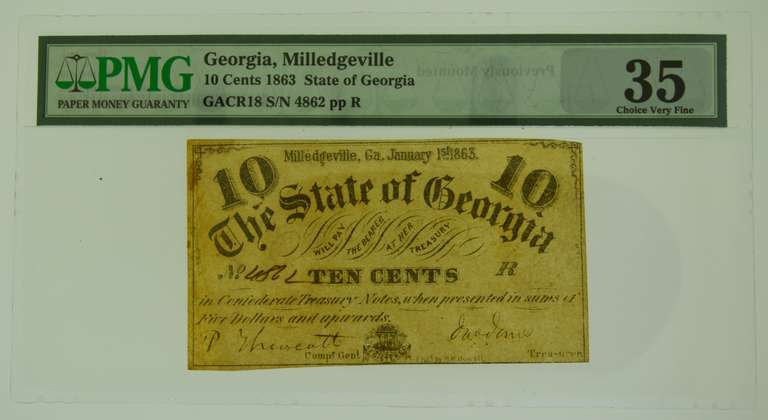 PMG
PAPER MONEY GUARANTY
Georgia, Milledgeville
10 Cents 1863 State of Georgia
GACR18 S/N 4862 pp R
Previously Mounted
35
Choice Very Fine
Milledgeville, Ga. January 1st 1863.
10 10
The State of Georgia
WILL PAY THE BEARER AT HER TREASURY
No 4862 TEN CENTS R
in Confederate Treasury Notes, when presented in sums of
Five Dollars and upwards.
Compt Genl Treasurer